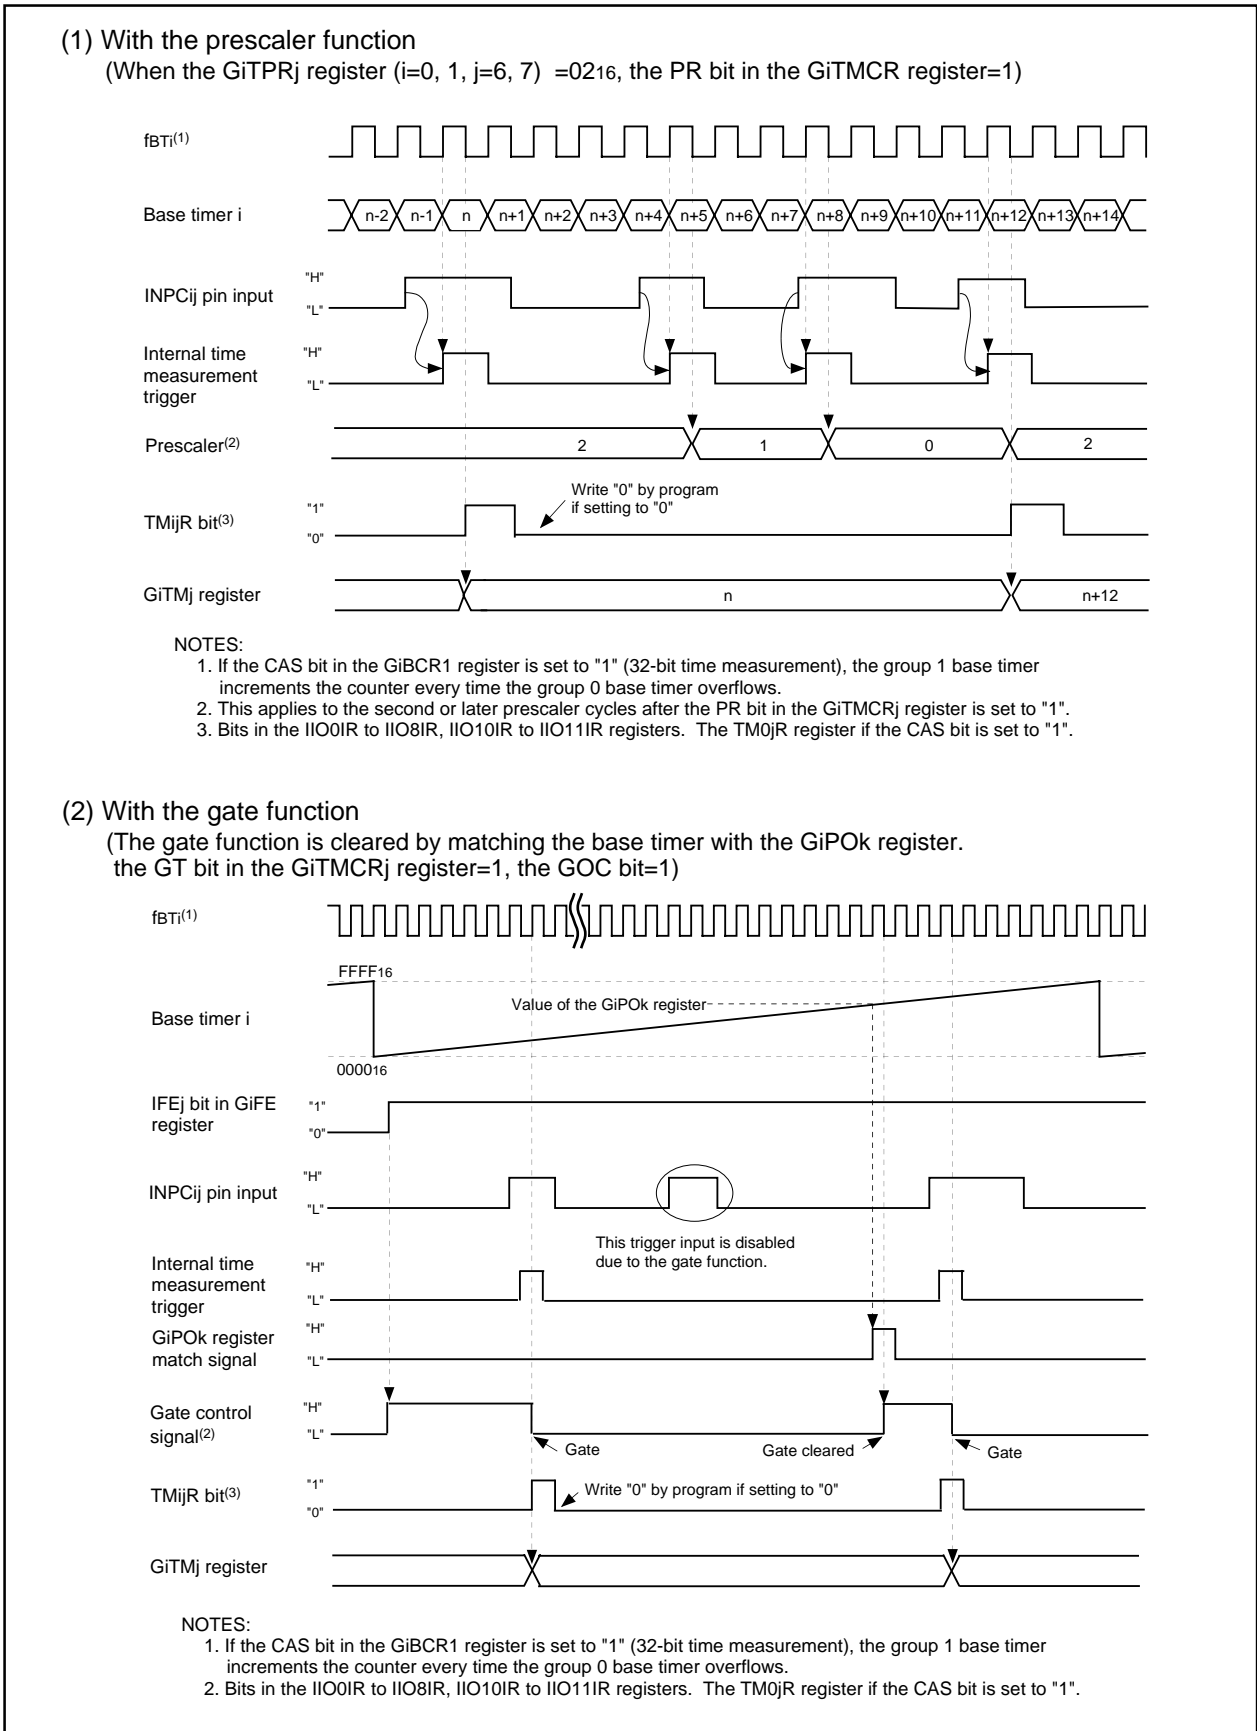 (1) With the prescaler function
(When the GiTPRj register (i=0, 1, j=6, 7) =0216, the PR bit in the GiTMCR register=1)
fBTi(1)
Base timer i
n-2 n-1 n n+1 n+2 n+3 n+4 n+5 n+6 n+7 n+8 n+9 n+10 n+11 n+12 n+13 n+14
INPCij pin input
"H"
"L"
Internal time
measurement
trigger
"H"
"L"
Prescaler(2)
2 1 0 2
Write "0" by program
if setting to "0"
TMijR bit(3)
"1"
"0"
GiTMj register
n n+12
NOTES:
1. If the CAS bit in the GiBCR1 register is set to "1" (32-bit time measurement), the group 1 base timer
increments the counter every time the group 0 base timer overflows.
2. This applies to the second or later prescaler cycles after the PR bit in the GiTMCRj register is set to "1".
3. Bits in the IIO0IR to IIO8IR, IIO10IR to IIO11IR registers. The TM0jR register if the CAS bit is set to "1".
(2) With the gate function
(The gate function is cleared by matching the base timer with the GiPOk register.
the GT bit in the GiTMCRj register=1, the GOC bit=1)
fBTi(1)
FFFF16
Value of the GiPOk register
Base timer i
000016
IFEj bit in GiFE
register
"1"
"0"
INPCij pin input
"H"
"L"
This trigger input is disabled
due to the gate function.
Internal time
measurement
trigger
"H"
"L"
GiPOk register
match signal
"H"
"L"
Gate control
signal(2)
"H"
"L"
Gate Gate cleared Gate
TMijR bit(3)
"1"
"0"
Write "0" by program if setting to "0"
GiTMj register
NOTES:
1. If the CAS bit in the GiBCR1 register is set to "1" (32-bit time measurement), the group 1 base timer
increments the counter every time the group 0 base timer overflows.
2. Bits in the IIO0IR to IIO8IR, IIO10IR to IIO11IR registers. The TM0jR register if the CAS bit is set to "1".